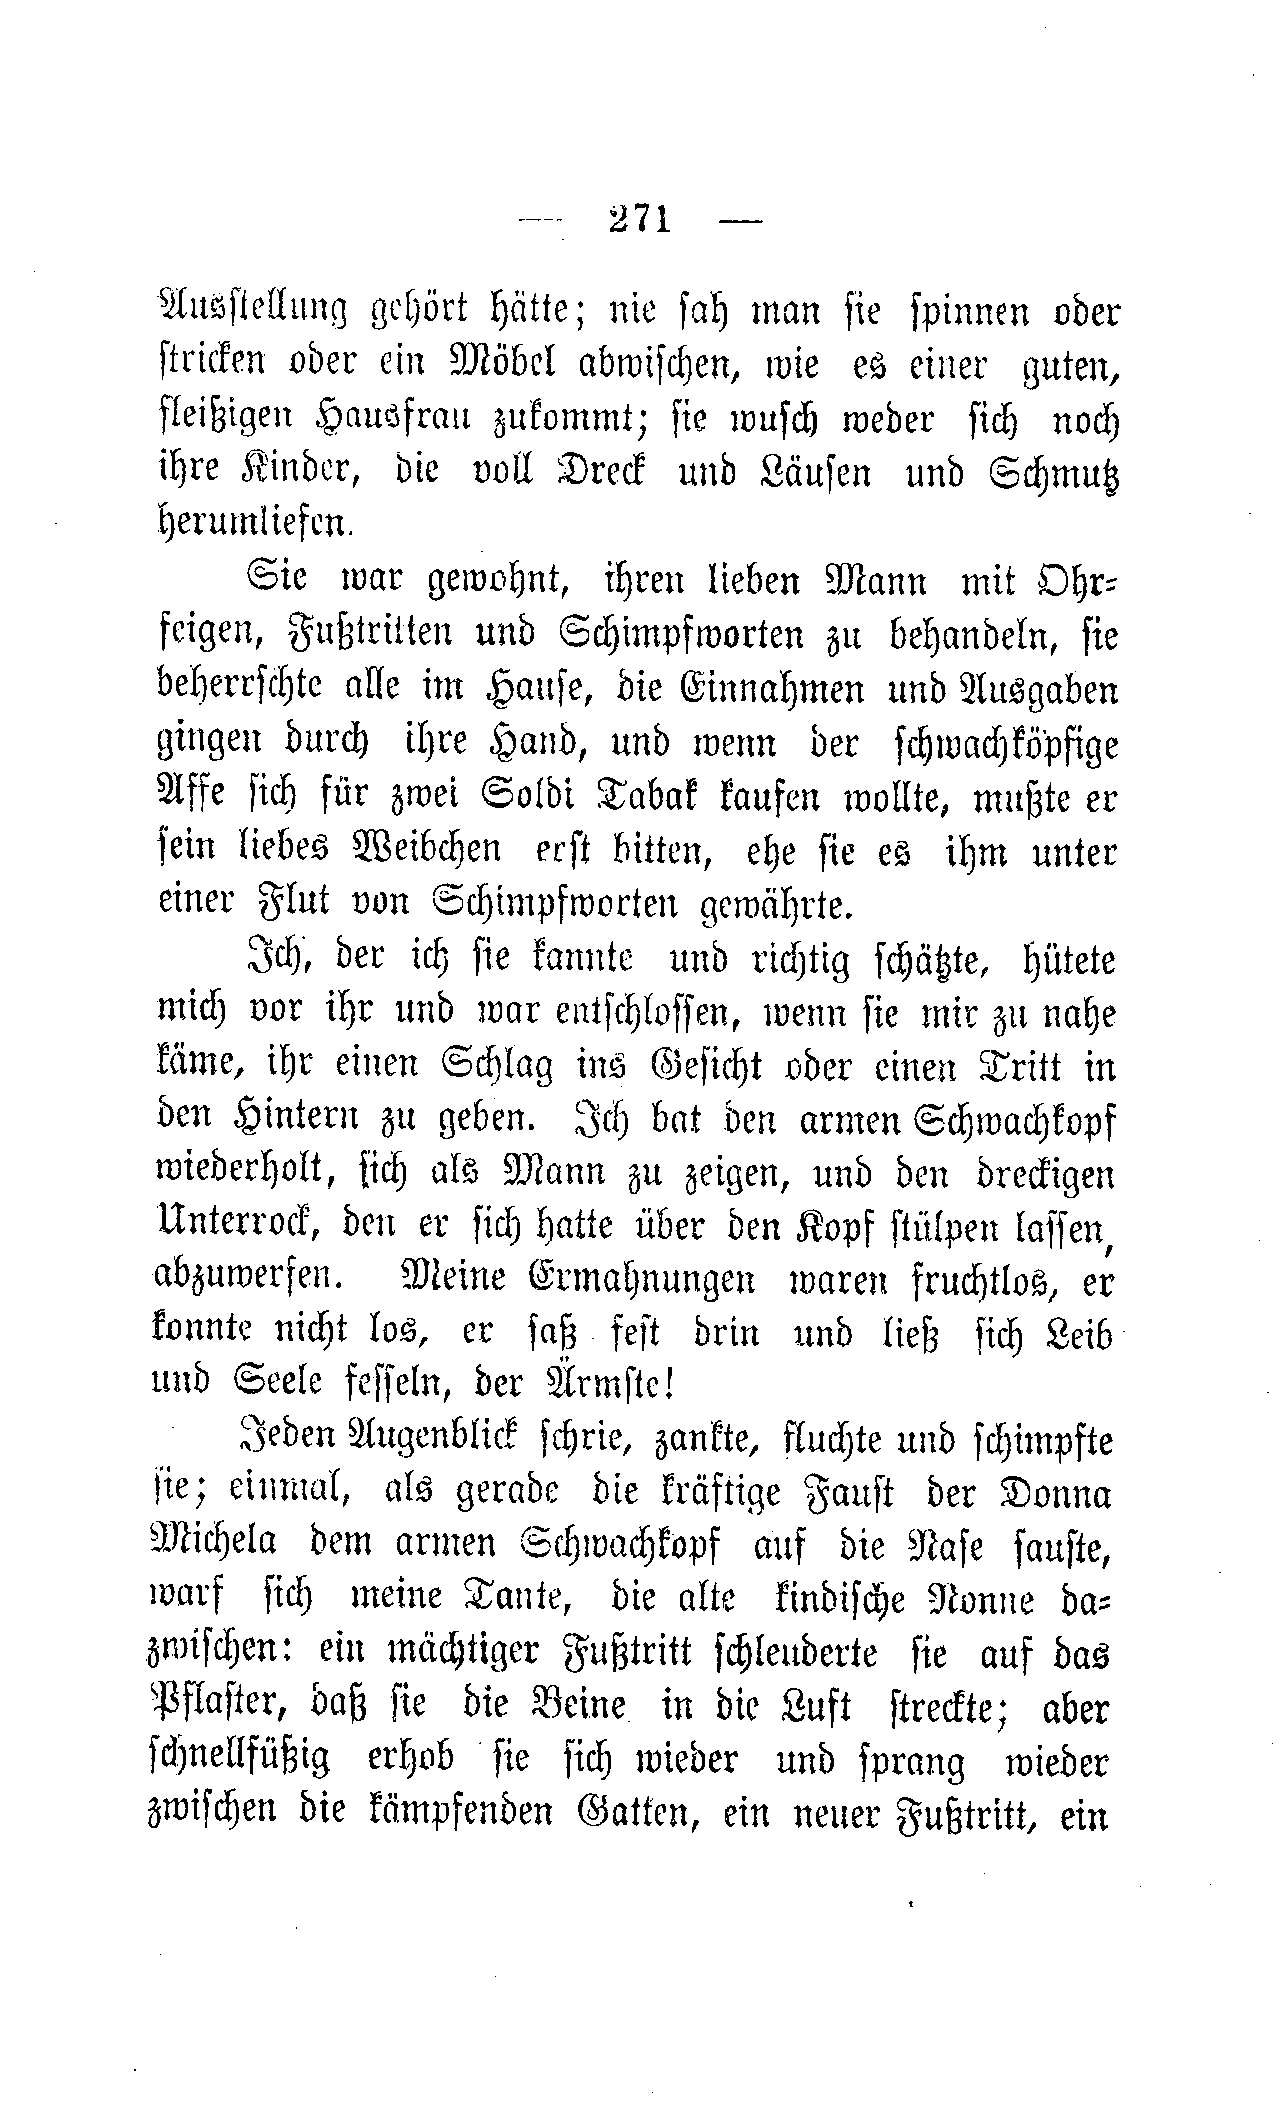 — 271 —
Ausstellung gehört hätte; nie sah man sie spinnen oder
stricken oder ein Möbel abwischen, wie es einer guten,
fleißigen Hausfrau zukommt; sie wusch weder sich noch
ihre Kinder, die voll Dreck und Läusen und Schmutz
herumliefen.
Sie war gewohnt, ihren lieben Mann mit Ohr-
feigen, Fußtritten und Schimpfworten zu behandeln, sie
beherrschte alle im Hause, die Einnahmen und Ausgaben
gingen durch ihre Hand, und wenn der schwachköpfige
Affe sich für zwei Soldi Tabak kaufen wollte, mußte er
sein liebes Weibchen erst bitten, ehe sie es ihm unter
einer Flut von Schimpfworten gewährte.
Ich, der ich sie kannte und richtig schätzte, hütete
mich vor ihr und war entschlossen, wenn sie mir zu nahe
käme, ihr einen Schlag ins Gesicht oder einen Tritt in
den Hintern zu geben. Ich bat den armen Schwachkopf
wiederholt, sich als Mann zu zeigen, und den dreckigen
Unterrock, den er sich hatte über den Kopf stülpen lassen,
abzuwerfen. Meine Ermahnungen waren fruchtlos, er
konnte nicht los, er saß fest drin und ließ sich Leib
und Seele fesseln, der Ärmste!
Jeden Augenblick schrie, zankte, fluchte und schimpfte
sie; einmal, als gerade die kräftige Faust der Donna
Michela dem armen Schwachkopf auf die Nase sauste,
warf sich meine Tante, die alte kindische Nonne da-
zwischen: ein mächtiger Fußtritt schleuderte sie auf das
Pflaster, daß sie die Beine in die Luft streckte; aber
schnellfüßig erhob sie sich wieder und sprang wieder
zwischen die kämpfenden Gatten, ein neuer Fußtritt, ein